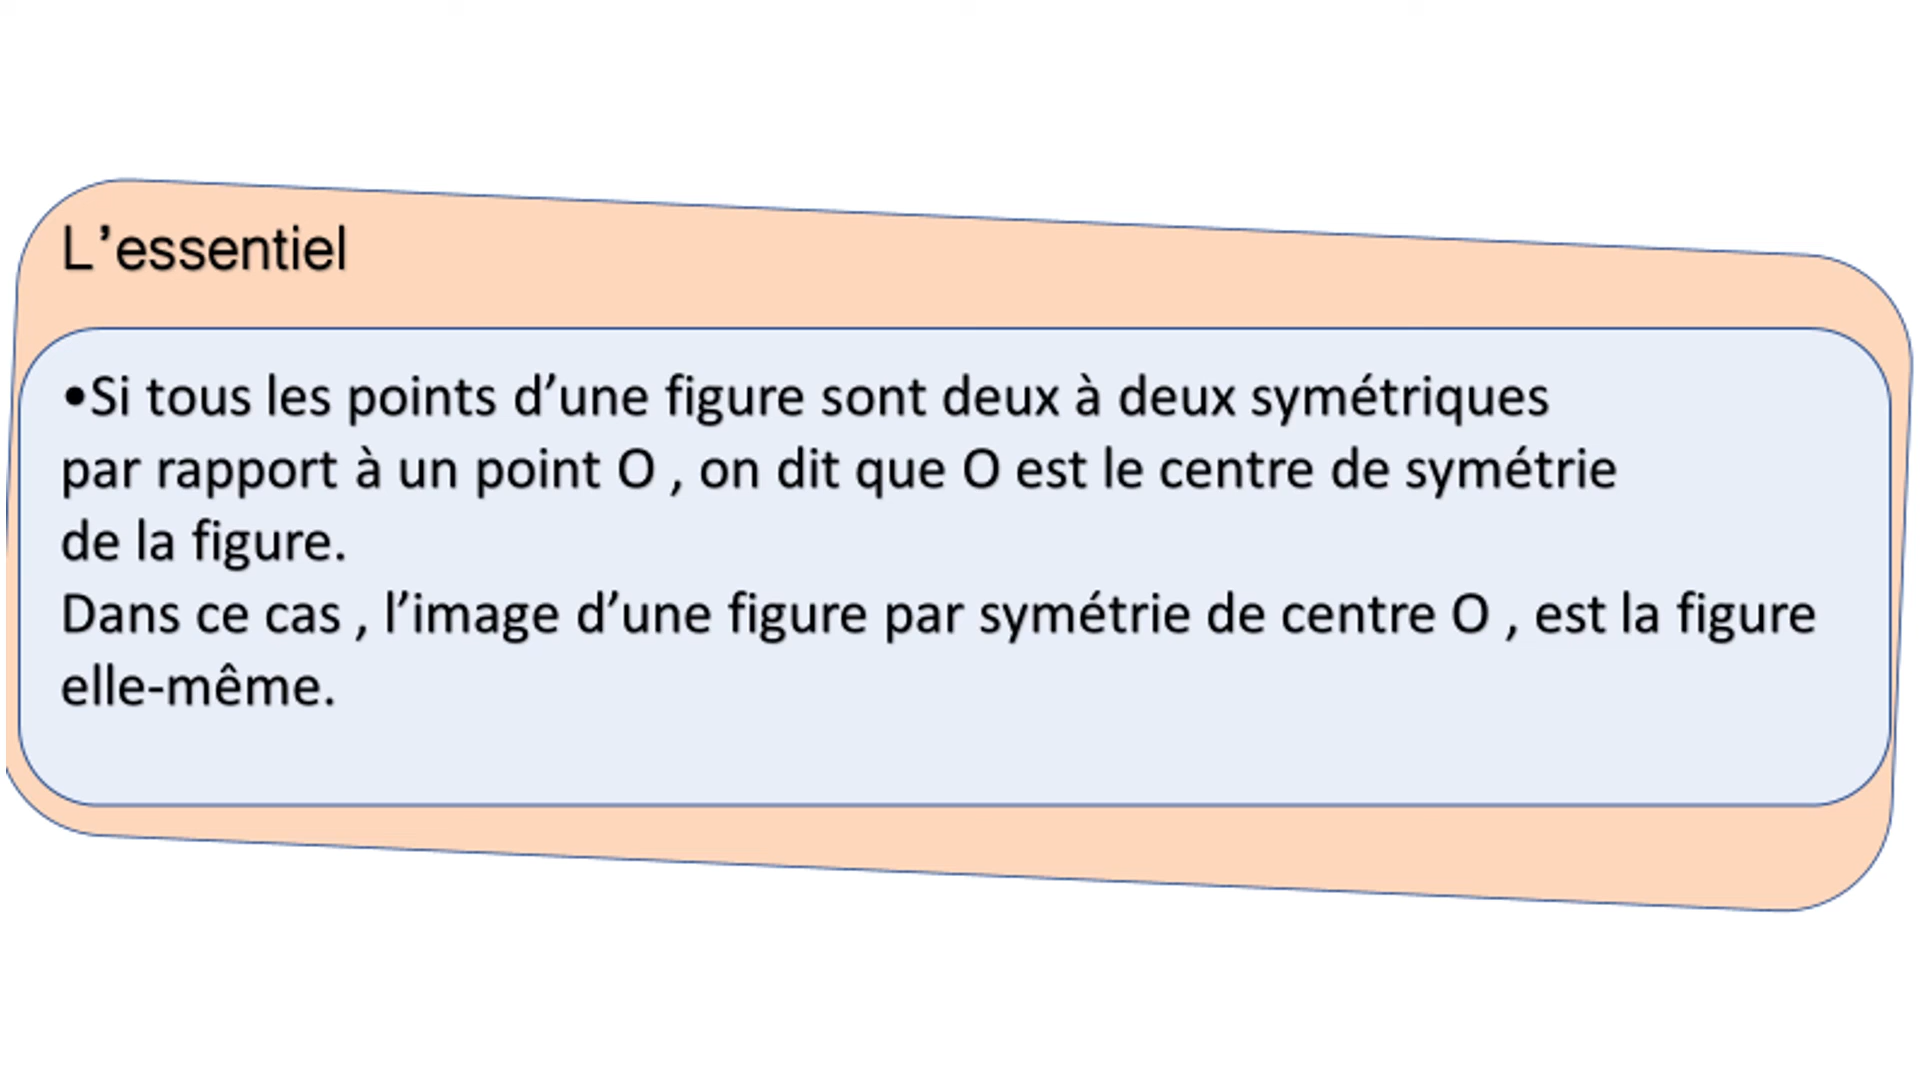 L’essentiel
•Si tous les points d’une figure sont deux à deux symétriques
par rapport à un point O , on dit que O est le centre de symétrie
de la figure.
Dans ce cas , l’image d’une figure par symétrie de centre O , est la figure
elle-même.